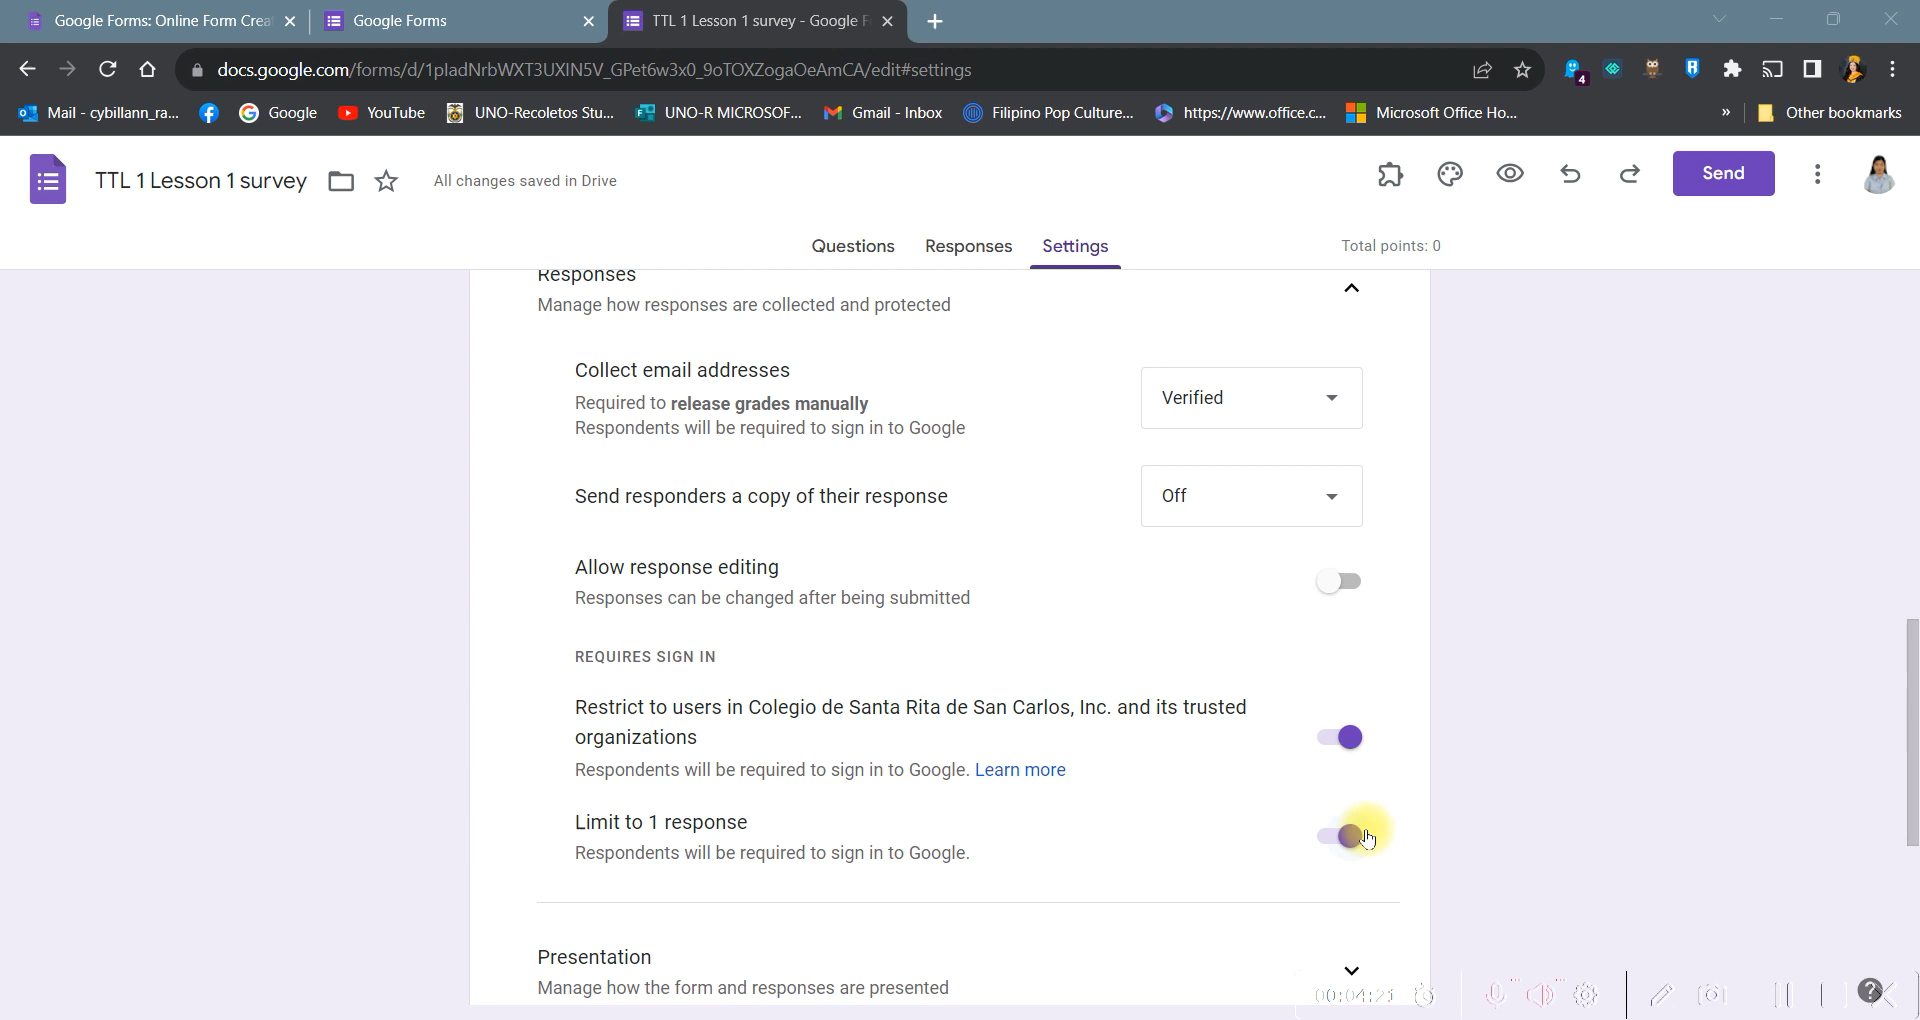 Google Forms: Online Form Crea
Google Forms
TTL 1 Lesson 1 survey - Google F
docs.google.com/forms/d/1pladNrbWXT3UXIN5V_GPet6w3x0_9oTOXZogaOeAmCA/edit#settings
4
Mail - cybillann_ra...
Google
YouTube
UNO-Recoletos Stu...
UNO-R MICROSOF...
Gmail - Inbox
Filipino Pop Culture...
https://www.office.c...
Microsoft Office Ho...
»
Other bookmarks
TTL 1 Lesson 1 survey
All changes saved in Drive
Send
Questions
Responses
Settings
Total points: 0
Responses
Manage how responses are collected and protected
Collect email addresses
Required to release grades manually
Respondents will be required to sign in to Google
Verified
Send responders a copy of their response
Off
Allow response editing
Responses can be changed after being submitted
REQUIRES SIGN IN
Restrict to users in Colegio de Santa Rita de San Carlos, Inc. and its trusted
organizations
Respondents will be required to sign in to Google. Learn more
Limit to 1 response
Respondents will be required to sign in to Google.
Presentation
Manage how the form and responses are presented
00:04:21